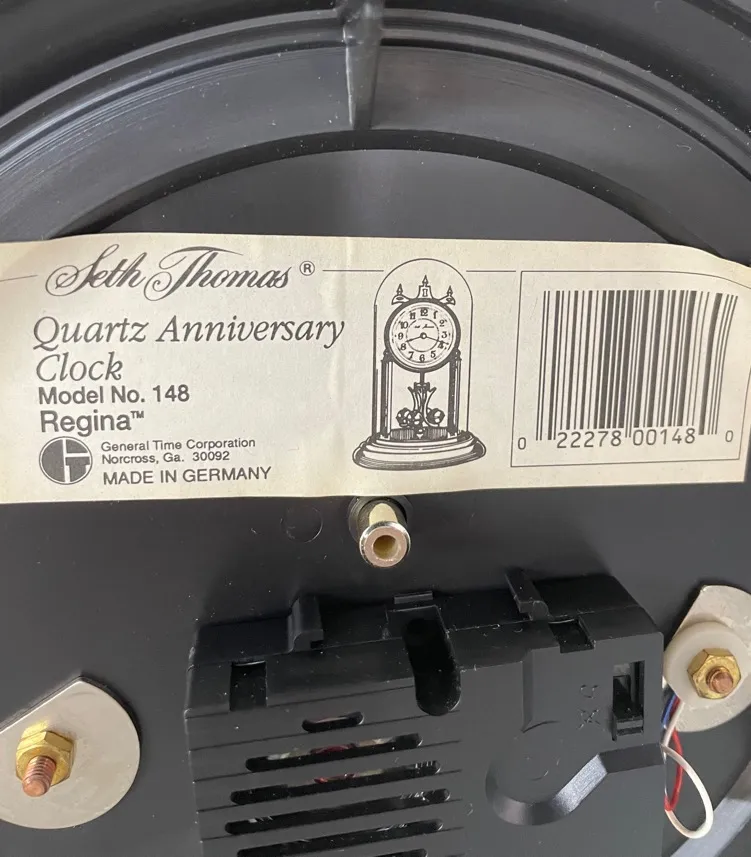 Seth Thomas®
Quartz Anniversary
Clock
Model No. 148
Regina™
General Time Corporation
Norcross, Ga. 30092
MADE IN GERMANY
0 22278 00148 0